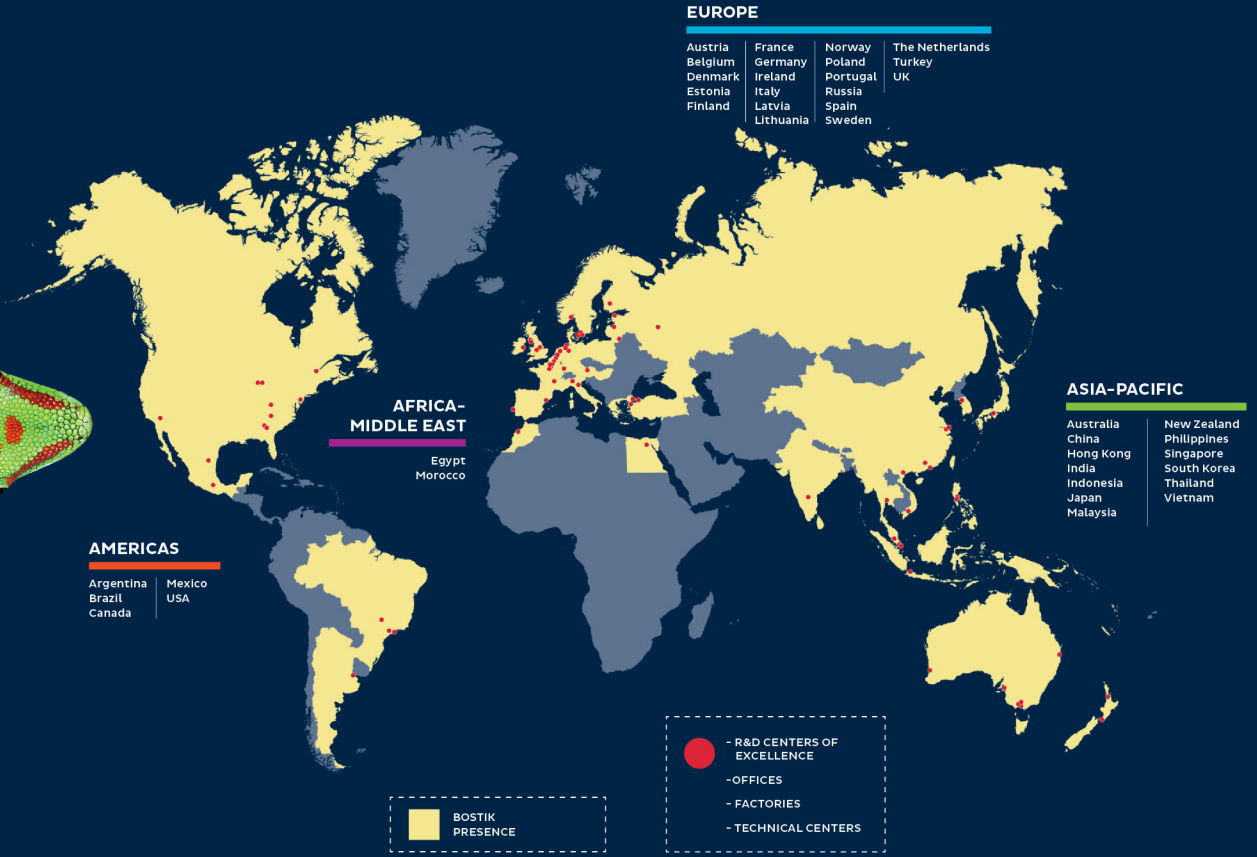 EUROPE
Austria
Belgium
Denmark
Estonia
Finland
France
Germany
Ireland
Italy
Latvia
Lithuania
Norway
Poland
Portugal
Russia
Spain
Sweden
The Netherlands
Turkey
UK
AFRICA-
MIDDLE EAST
Egypt
Morocco
ASIA-PACIFIC
Australia
China
Hong Kong
India
Indonesia
Japan
Malaysia
New Zealand
Philippines
Singapore
South Korea
Thailand
Vietnam
AMERICAS
Argentina
Brazil
Canada
Mexico
USA
BOSTIK
PRESENCE
- R&D CENTERS OF
EXCELLENCE
-OFFICES
- FACTORIES
- TECHNICAL CENTERS